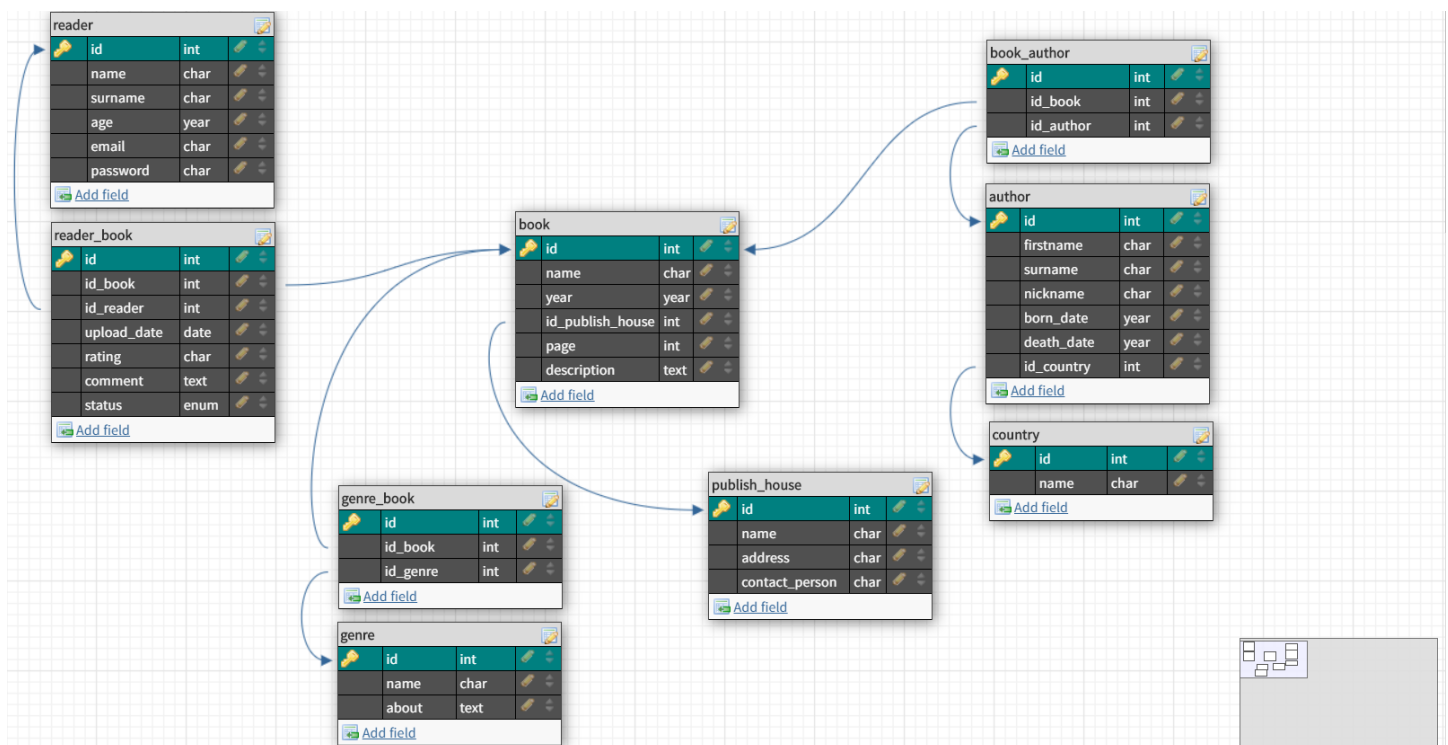 reader
id int
name char
surname char
age year
email char
password char
Add field
reader_book
id int
id_book int
id_reader int
upload_date date
rating char
comment text
status enum
Add field
book
id int
name char
year year
id_publish_house int
page int
description text
Add field
genre_book
id int
id_book int
id_genre int
Add field
genre
id int
name char
about text
Add field
publish_house
id int
name char
address char
contact_person char
Add field
book_author
id int
id_book int
id_author int
Add field
author
id int
firstname char
surname char
nickname char
born_date year
death_date year
id_country int
Add field
country
id int
name char
Add field